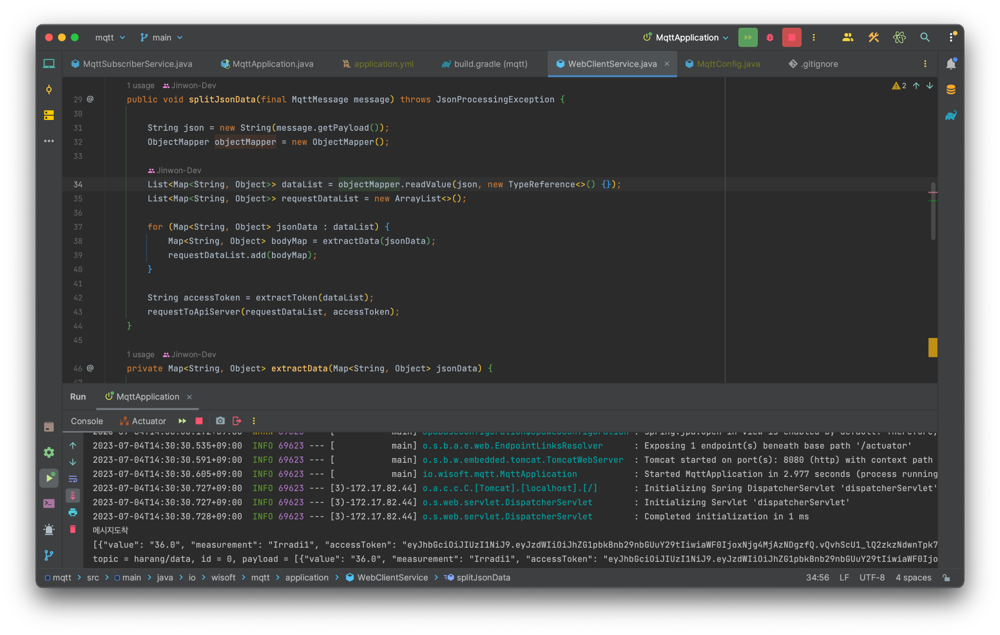 mqtt main MqttApplication
MqttSubscriberService.java MqttApplication.java application.yml build.gradle (mqtt) WebClientService.java MqttConfig.java .gitignore
1 usage Jinwon-Dev 2
29 @ public void splitJsonData(final MqttMessage message) throws JsonProcessingException {
30
31 String json = new String(message.getPayload());
32 ObjectMapper objectMapper = new ObjectMapper();
33
Jinwon-Dev
34 List<Map<String, Object>> dataList = objectMapper.readValue(json, new TypeReference<>() {});
35 List<Map<String, Object>> requestDataList = new ArrayList<>();
36
37 for (Map<String, Object> jsonData : dataList) {
38 Map<String, Object> bodyMap = extractData(jsonData);
39 requestDataList.add(bodyMap);
40 }
41
42 String accessToken = extractToken(dataList);
43 requestToApiServer(requestDataList, accessToken);
44 }
45
1 usage Jinwon-Dev
46 @ private Map<String, Object> extractData(Map<String, Object> jsonData) {
47
Run MqttApplication
Console Actuator
WARN 69623 --- [ main] : spring.jpa.open-in-view is enabled by default. Therefore,
2023-07-04T14:30:30.535+09:00 INFO 69623 --- [ main] o.s.b.a.e.web.EndpointLinksResolver : Exposing 1 endpoint(s) beneath base path '/actuator'
2023-07-04T14:30:30.591+09:00 INFO 69623 --- [ main] o.s.b.w.embedded.tomcat.TomcatWebServer : Tomcat started on port(s): 8080 (http) with context path
2023-07-04T14:30:30.605+09:00 INFO 69623 --- [ main] io.wisoft.mqtt.MqttApplication : Started MqttApplication in 2.977 seconds (process running
2023-07-04T14:30:30.727+09:00 INFO 69623 --- [3)-172.17.82.44] o.a.c.c.C.[Tomcat].[localhost].[/] : Initializing Spring DispatcherServlet 'dispatcherServlet'
2023-07-04T14:30:30.727+09:00 INFO 69623 --- [3)-172.17.82.44] o.s.web.servlet.DispatcherServlet : Initializing Servlet 'dispatcherServlet'
2023-07-04T14:30:30.728+09:00 INFO 69623 --- [3)-172.17.82.44] o.s.web.servlet.DispatcherServlet : Completed initialization in 1 ms
메시지도착
[{"value": "36.0", "measurement": "Irradi1", "accessToken": "eyJhbGciOiJIUzI1NiJ9.eyJzdWIiOiJhZG1pbkBnb29nbGUuY29tIiwiaWF0IjoxNjg4MjAzNDgzfQ.vQvhScU1_lQ2zkzNdwnTpk7
topic = harang/data, id = 0, payload = [{"value": "36.0", "measurement": "Irradi1", "accessToken": "eyJhbGciOiJIUzI1NiJ9.eyJzdWIiOiJhZG1pbkBnb29nbGUuY29tIiwiaWF0Ijo
mqtt > src > main > java > io > wisoft > mqtt > application > WebClientService > splitJsonData 34:56 LF UTF-8 4 spaces